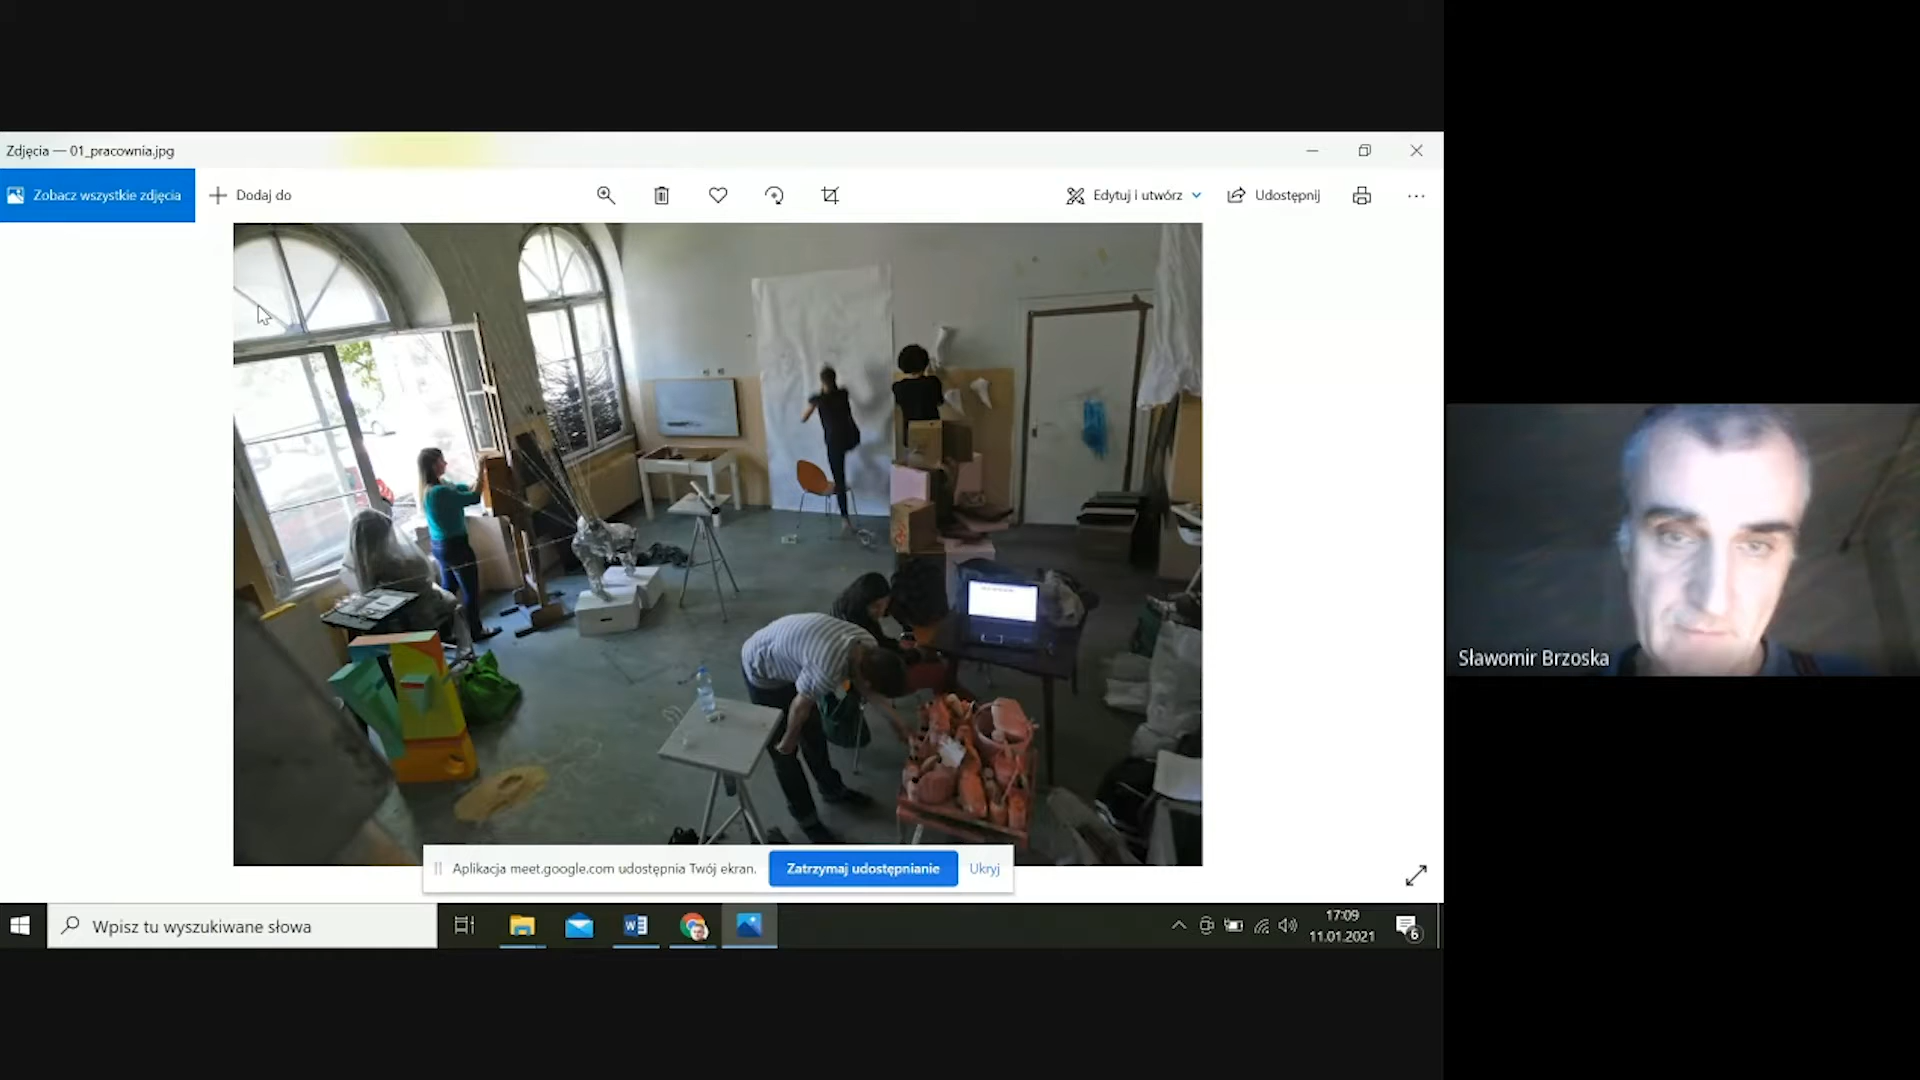 Zdjęcia — 01_pracownia.jpg
Zobacz wszystkie zdjęcia
Dodaj do
Edytuj i utwórz
Udostępnij
Sławomir Brzoska
Aplikacja meet.google.com udostępnia Twój ekran.
Zatrzymaj udostępnianie
Ukryj
Wpisz tu wyszukiwane słowa
17:09
11.01.2021
6